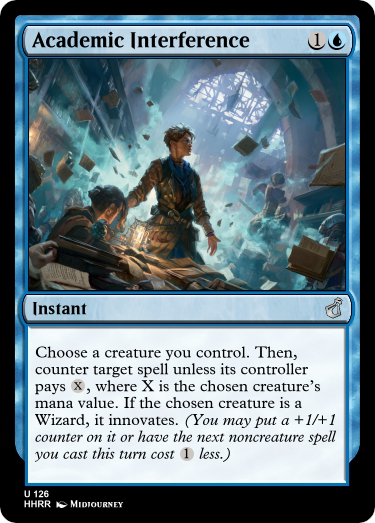 Academic Interference 1
Instant
Choose a creature you control. Then,
counter target spell unless its controller
pays X, where X is the chosen creature's
mana value. If the chosen creature is a
Wizard, it innovates. (You may put a +1/+1
counter on it or have the next noncreature spell
you cast this turn cost 1 less.)
U 126
HHRR Midjourney